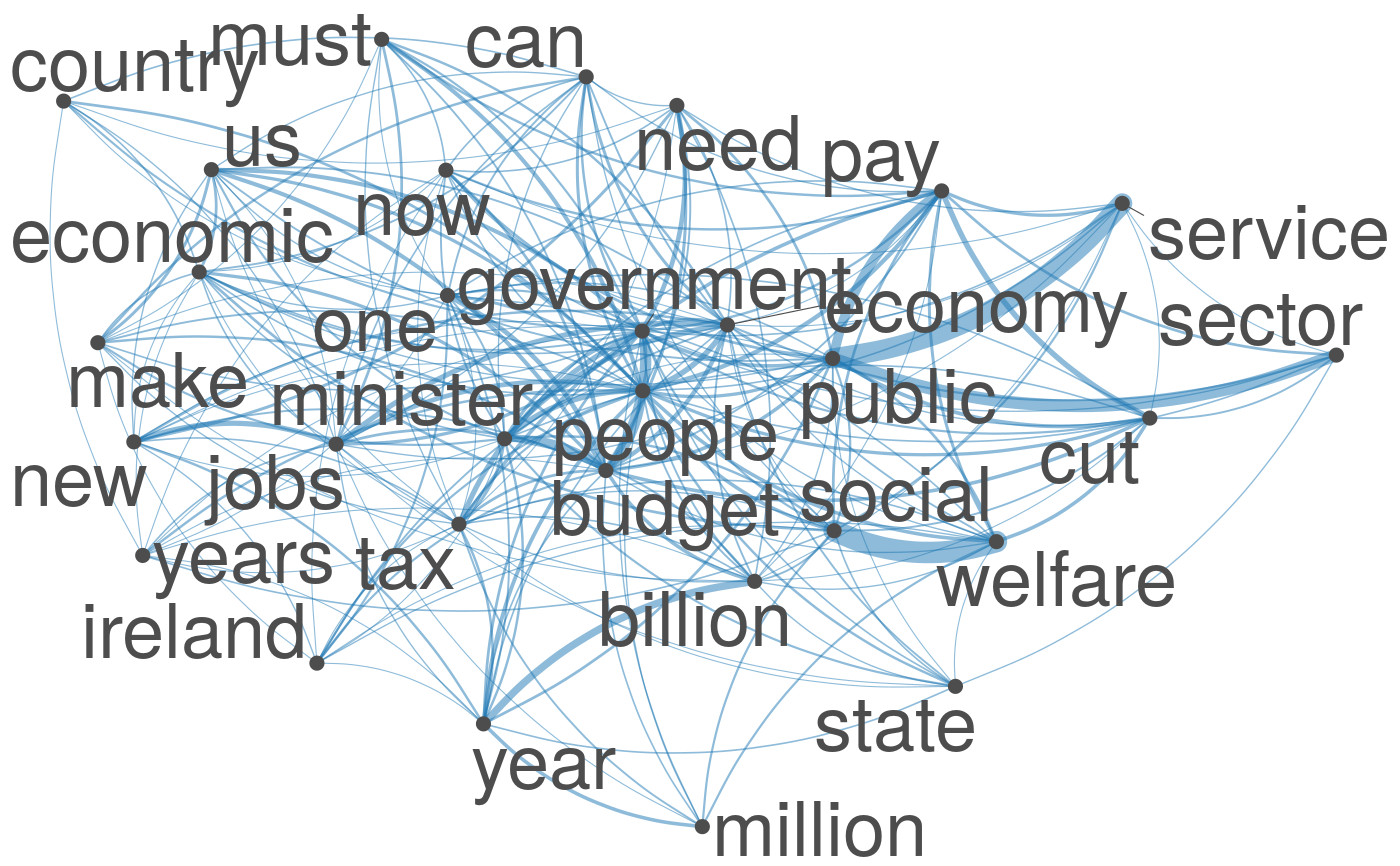 must
can
country
us
need
pay
now
service
economic
government
economy
sector
one
make
minister
public
people
cut
new
jobs
budget
social
years
tax
welfare
ireland
billion
state
year
million